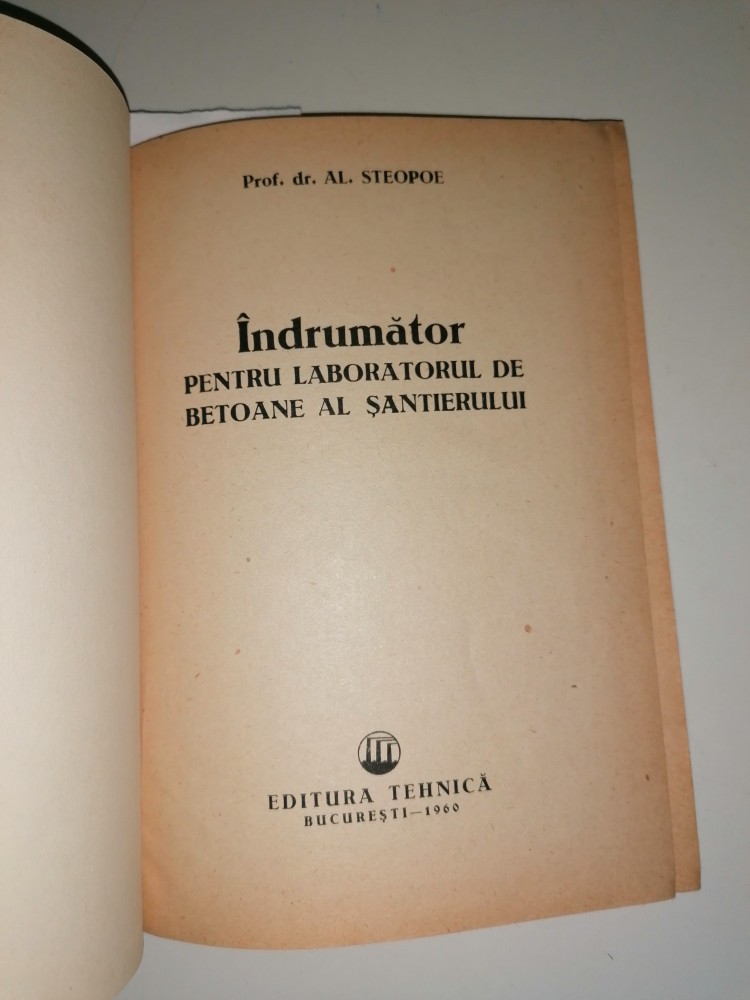 Prof. dr. AL. STEOPOE
Îndrumător
PENTRU LABORATORUL DE
BETOANE AL ȘANTIERULUI
EDITURA TEHNICĂ
BUCUREȘTI—1960